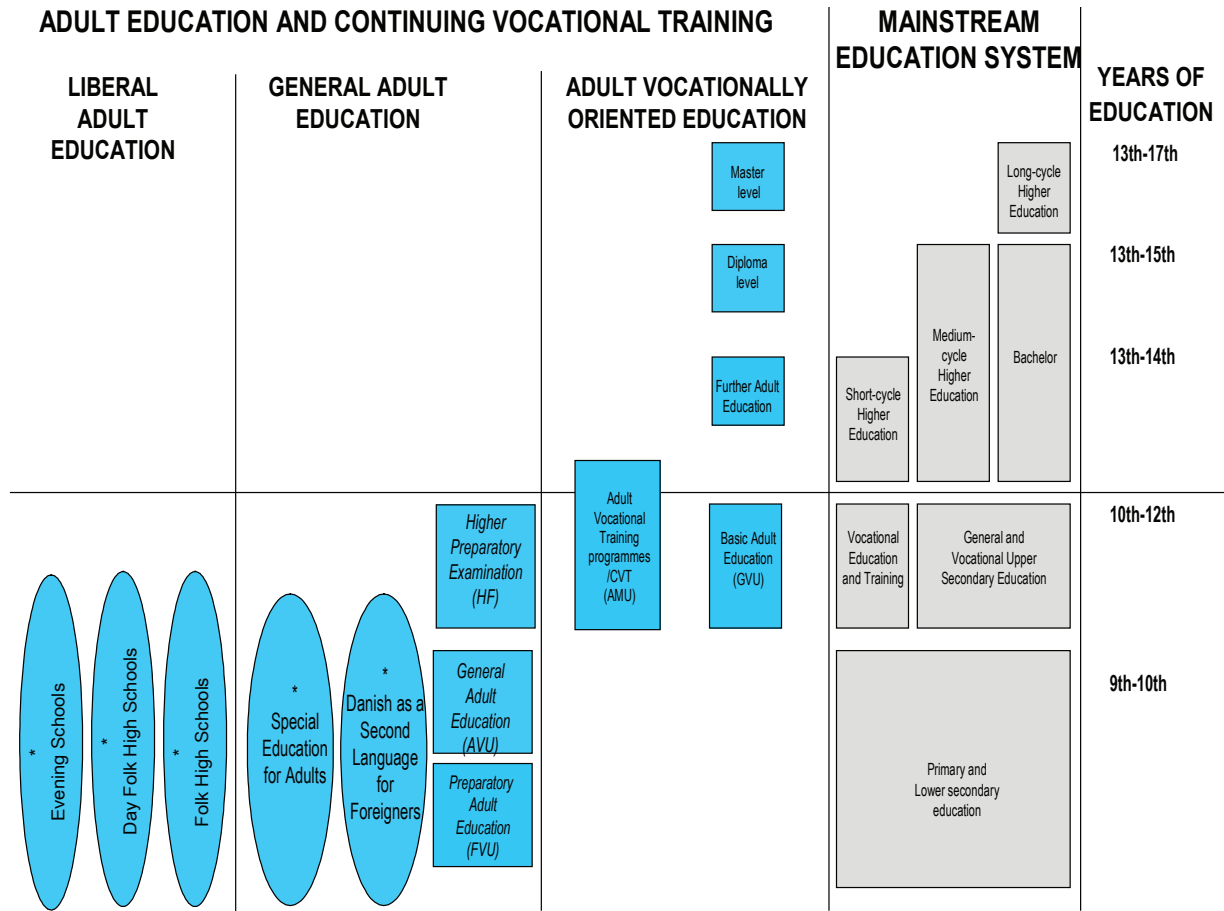 ADULT EDUCATION AND CONTINUING VOCATIONAL TRAINING
MAINSTREAM
EDUCATION SYSTEM
YEARS OF
EDUCATION
LIBERAL
ADULT
EDUCATION
GENERAL ADULT
EDUCATION
ADULT VOCATIONALLY
ORIENTED EDUCATION
Master
level
Long-cycle
Higher
Education
13th-17th
Diploma
level
13th-15th
Further Adult
Education
Short-cycle
Higher
Education
Medium-
cycle
Higher
Education
Bachelor
13th-14th
Higher
Preparatory
Examination
(HF)
Adult
Vocational
Training
programmes
/CVT
(AMU)
Basic Adult
Education
(GVU)
Vocational
Education
and Training
General and
Vocational Upper
Secondary Education
10th-12th
*
Evening Schools
*
Day Folk High Schools
*
Folk High Schools
*
Special
Education
for Adults
*
Danish as a
Second
Language
for
Foreigners
General
Adult
Education
(AVU)
Preparatory
Adult
Education
(FVU)
Primary and
Lower secondary
education
9th-10th